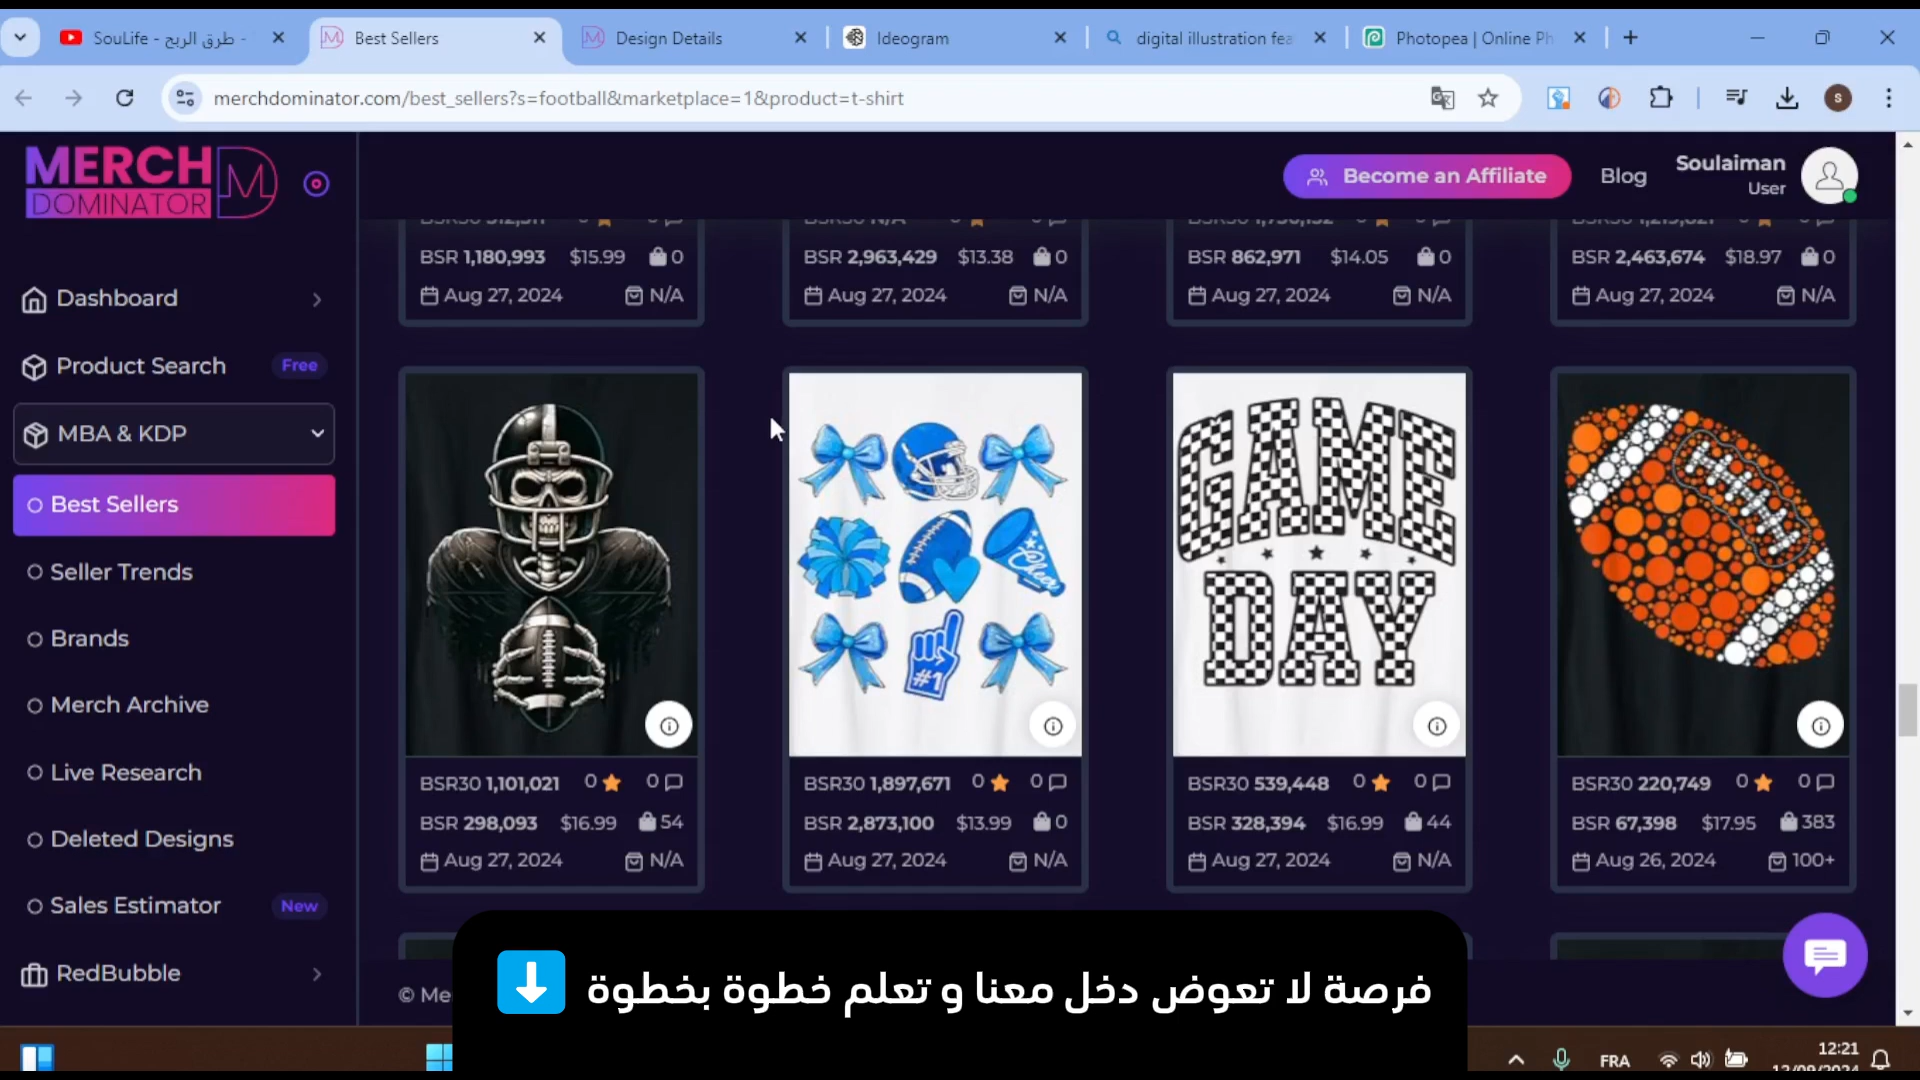 SouLife - طرق الربح -
Best Sellers
Design Details
Ideogram
digital illustration fea
Photopea | Online Ph
merchdominator.com/best_sellers?s=football&marketplace=1&product=t-shirt
S
MERCH
DOMINATOR
Become an Affiliate
Blog
Soulaiman
User
Dashboard
Product Search Free
MBA & KDP
Best Sellers
Seller Trends
Brands
Merch Archive
Live Research
Deleted Designs
Sales Estimator New
RedBubble
BSR 1,180,993 $15.99 0
Aug 27, 2024 N/A
BSR 2,963,429 $13.38 0
Aug 27, 2024 N/A
BSR 862,971 $14.05 0
Aug 27, 2024 N/A
BSR 2,463,674 $18.97 0
Aug 27, 2024 N/A
BSR30 1,101,021 0 0
BSR 298,093 $16.99 54
Aug 27, 2024 N/A
Cheer
#1
BSR30 1,897,671 0 0
BSR 2,873,100 $13.99 0
Aug 27, 2024 N/A
GAME
DAY
BSR30 539,448 0 0
BSR 328,394 $16.99 44
Aug 27, 2024 N/A
BSR30 220,749 0 0
BSR 67,398 $17.95 383
Aug 26, 2024 100+
© Me
فرصة لا تعوض دخل معنا و تعلم خطوة بخطوة
FRA
12:21
12/09/2024